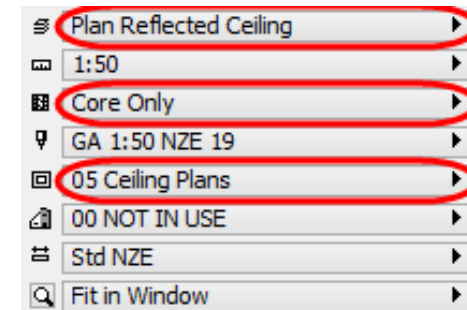 Plan Reflected Ceiling
1:50
Core Only
GA 1:50 NZE 19
05 Ceiling Plans
00 NOT IN USE
Std NZE
Fit in Window